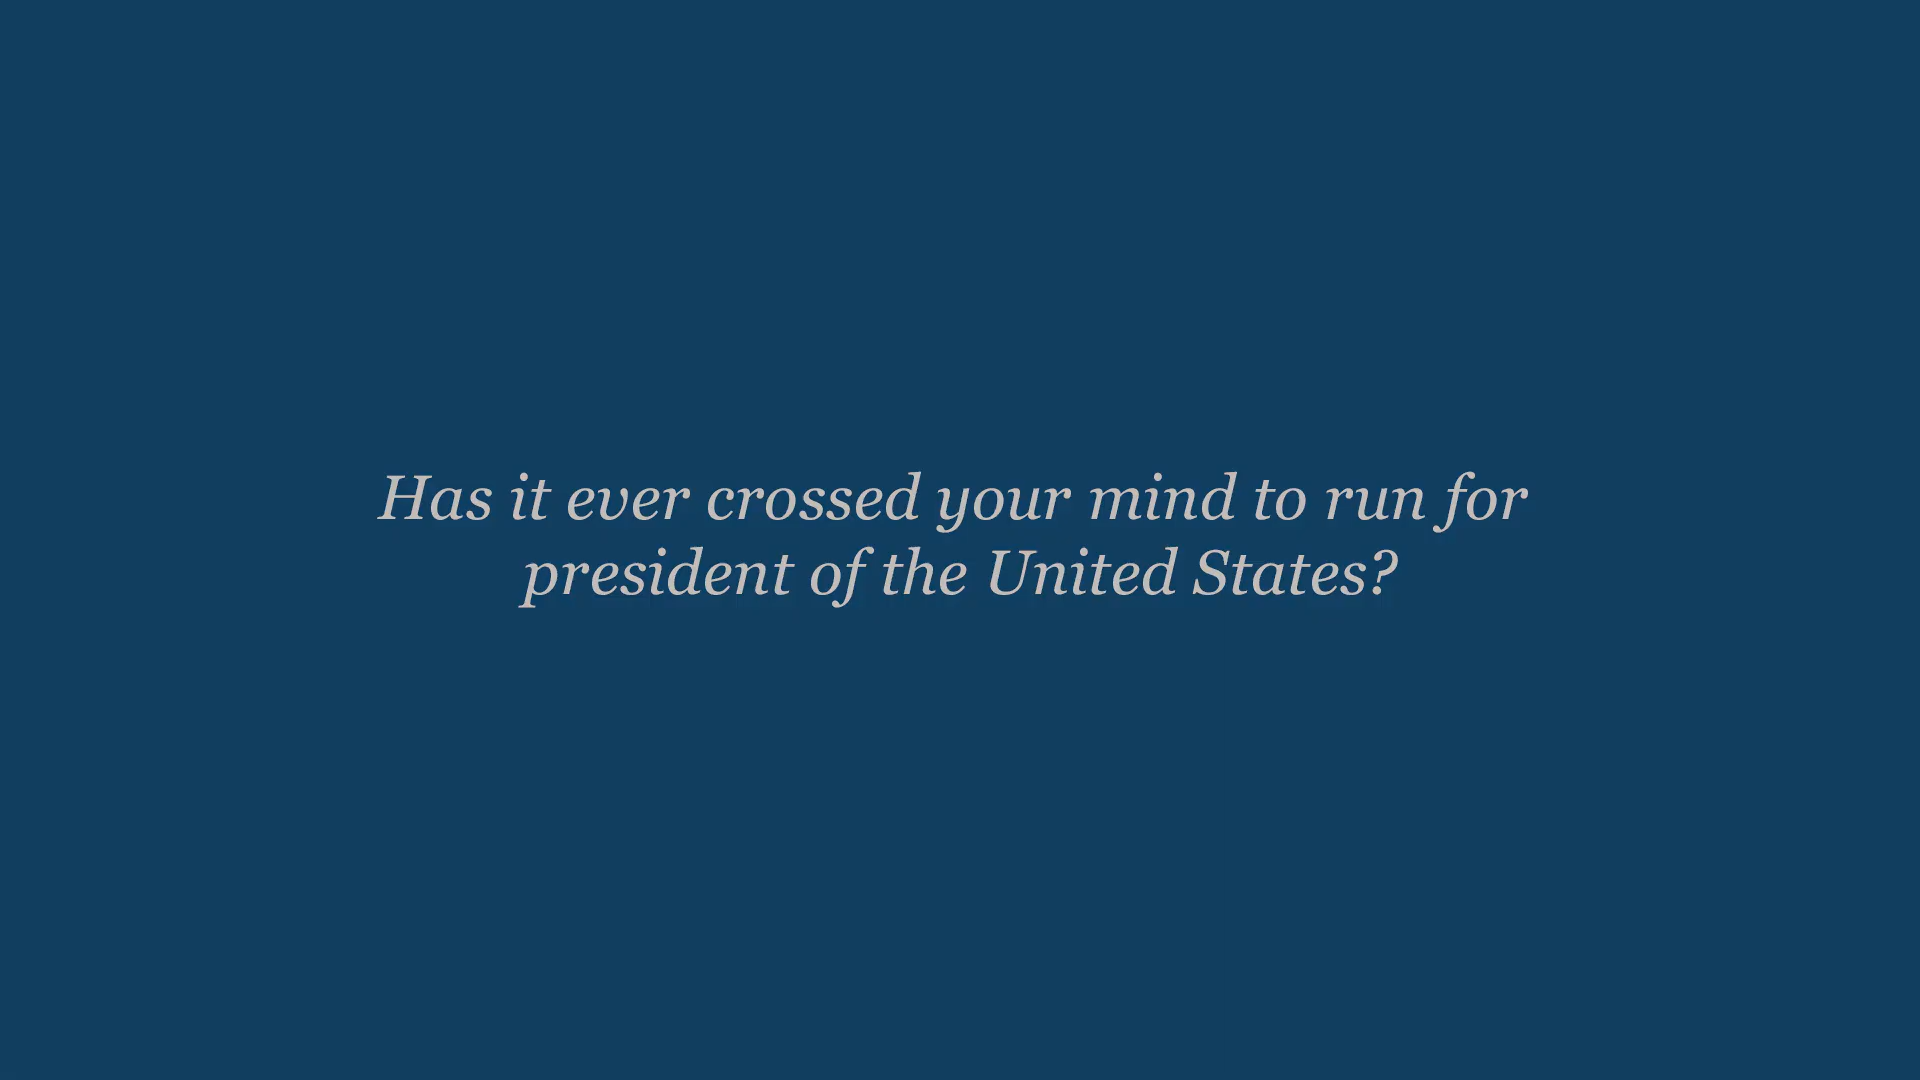 Has it ever crossed your mind to run for
president of the United States?